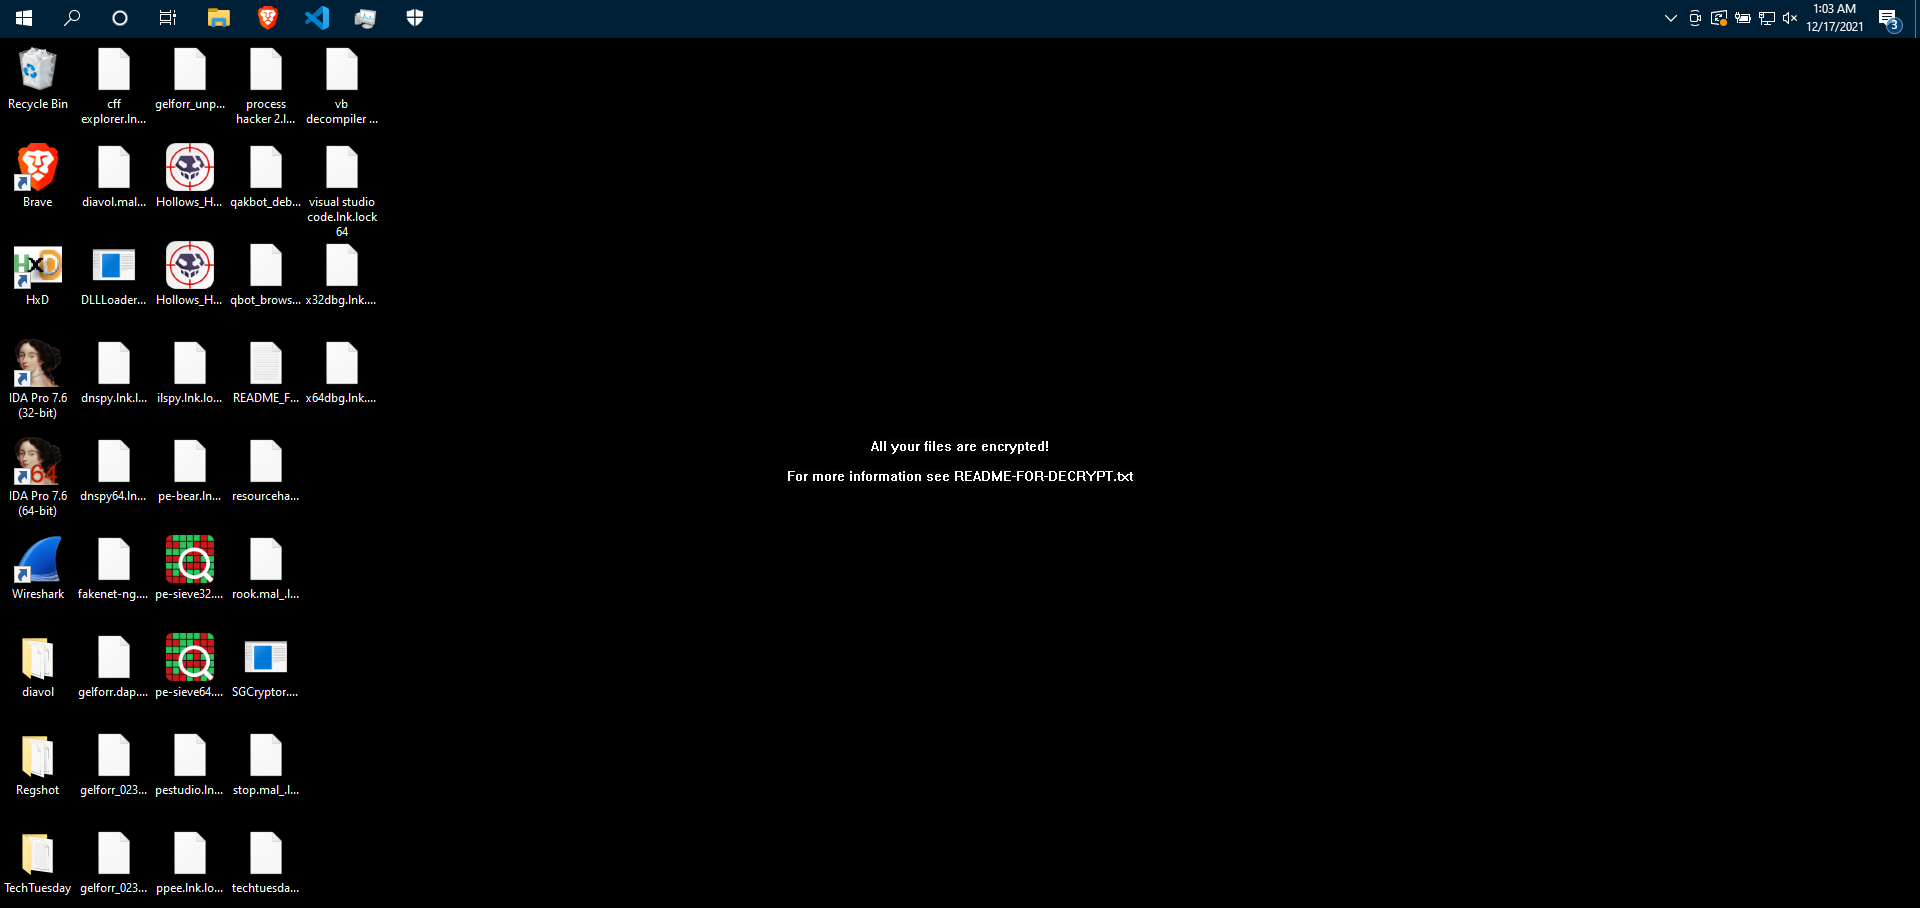 1:03 AM
12/17/2021
3
Recycle Bin
cff
explorer.ln...
gelforr_unp...
process
hacker 2.l...
vb
decompiler ...
Brave
diavol.mal...
Hollows_H...
qakbot_deb...
visual studio
code.lnk.lock
64
HxD
HxD
DLLLoader...
Hollows_H...
qbot_brows...
x32dbg.lnk....
IDA Pro 7.6
(32-bit)
dnspy.lnk.l...
ilspy.lnk.lo...
README_F...
x64dbg.lnk....
All your files are encrypted!
For more information see README-FOR-DECRYPT.txt
64
IDA Pro 7.6
(64-bit)
dnspy64.ln...
pe-bear.ln...
resourceha...
Wireshark
fakenet-ng....
pe-sieve32....
rook.mal_.l...
diavol
gelforr.dap....
pe-sieve64....
SGCryptor....
Regshot
gelforr_023...
pestudio.ln...
stop.mal_.l...
TechTuesday
gelforr_023...
ppee.lnk.lo...
techtuesda...